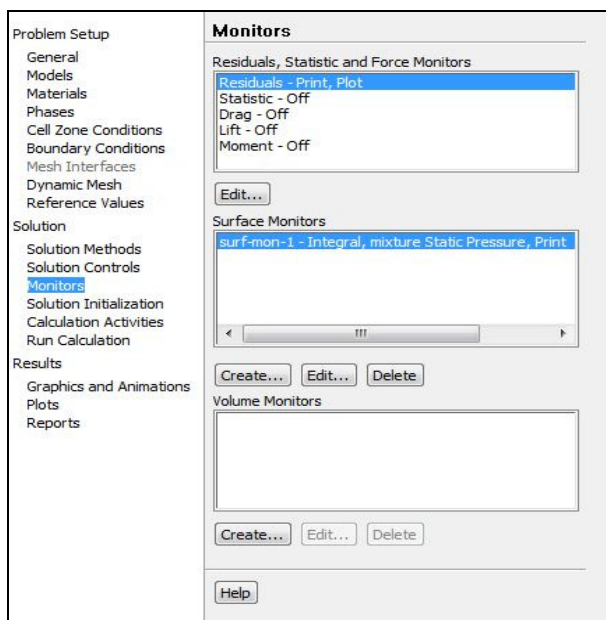 Problem Setup
General
Models
Materials
Phases
Cell Zone Conditions
Boundary Conditions
Mesh Interfaces
Dynamic Mesh
Reference Values
Solution
Solution Methods
Solution Controls
Monitors
Solution Initialization
Calculation Activities
Run Calculation
Results
Graphics and Animations
Plots
Reports
Monitors
Residuals, Statistic and Force Monitors
Residuals - Print, Plot
Statistic - Off
Drag - Off
Lift - Off
Moment - Off
Edit...
Surface Monitors
surf-mon-1 - Integral, mixture Static Pressure, Print
Create... Edit... Delete
Volume Monitors
Create... Edit... Delete
Help